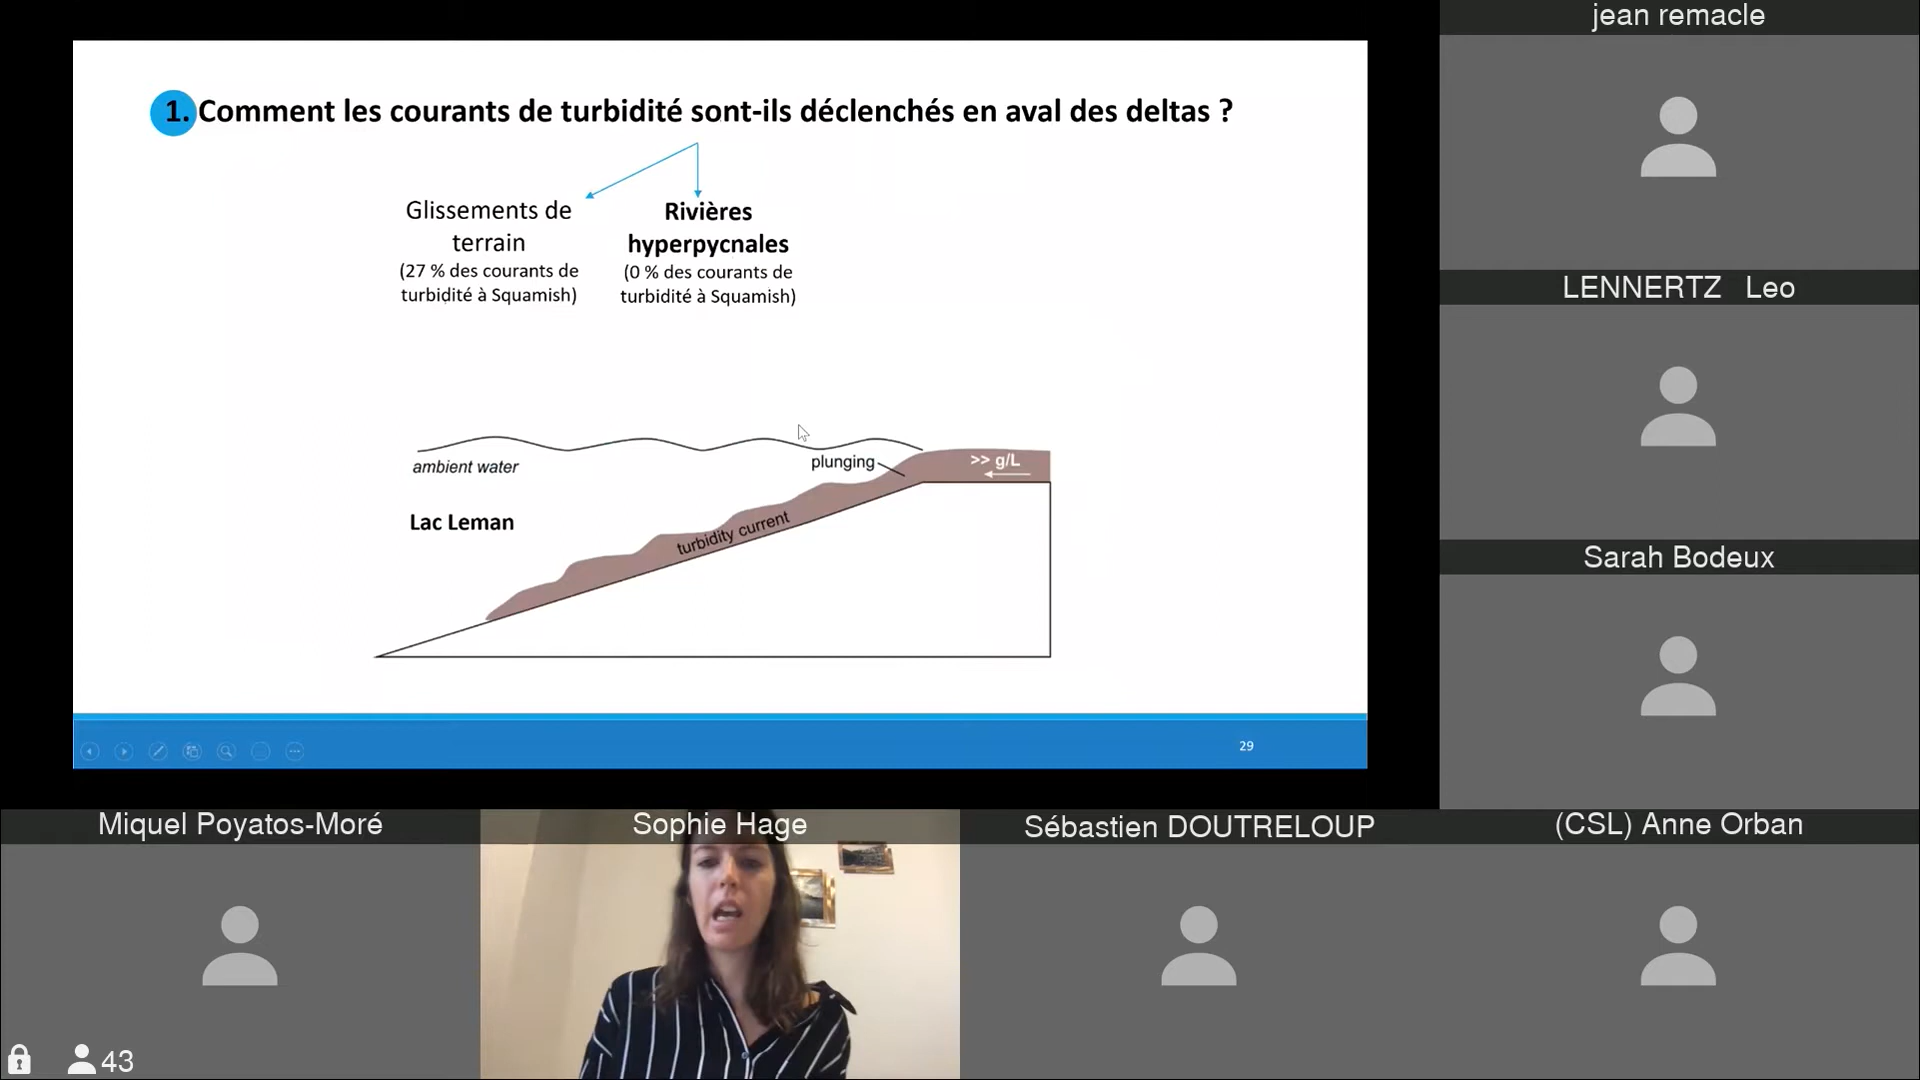 1. Comment les courants de turbidité sont-ils déclenchés en aval des deltas ?
Glissements de
terrain
(27 % des courants de
turbidité à Squamish)
Rivières
hyperpycnales
(0 % des courants de
turbidité à Squamish)
ambient water
plunging
>> g/L
Lac Leman
turbidity current
29
jean remacle
LENNERTZ Leo
Sarah Bodeux
Miquel Poyatos-Moré
Sophie Hage
Sébastien DOUTRELOUP
(CSL) Anne Orban
43